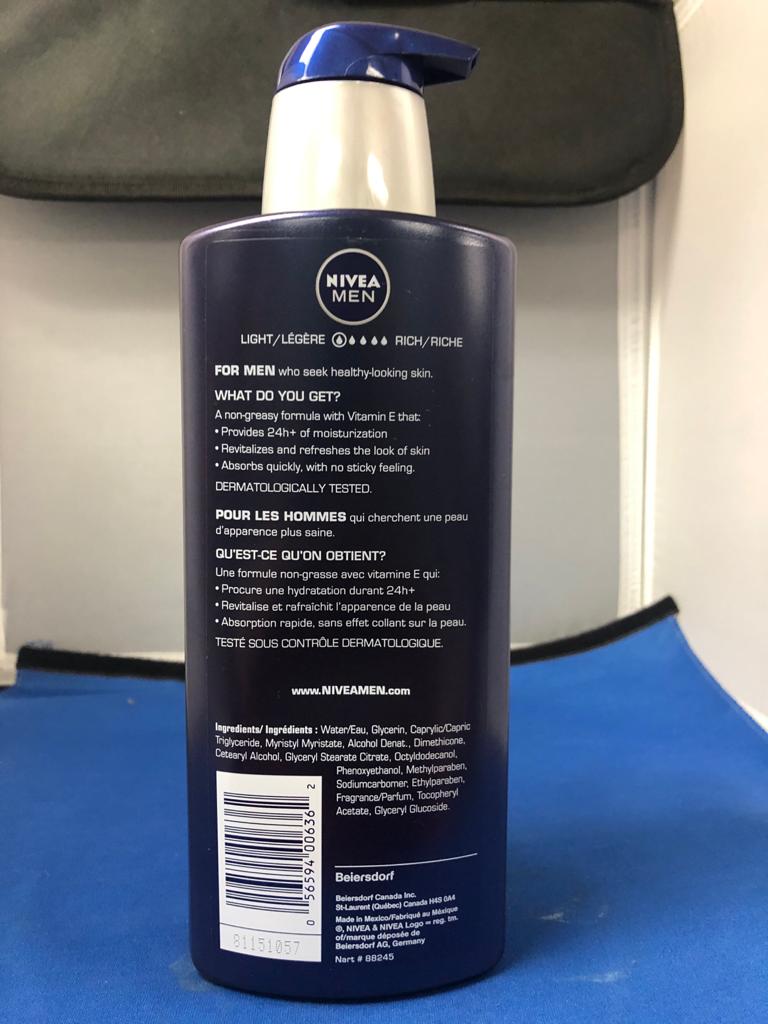 NIVEA
MEN
LIGHT/LÉGÈRE RICH/RICHE
FOR MEN who seek healthy-looking skin.
WHAT DO YOU GET?
A non-greasy formula with Vitamin E that:
• Provides 24h+ of moisturization
• Revitalizes and refreshes the look of skin
• Absorbs quickly, with no sticky feeling.
DERMATOLOGICALLY TESTED.
POUR LES HOMMES qui cherchent une peau
d'apparence plus saine.
QU'EST-CE QU'ON OBTIENT?
Une formule non-grasse avec vitamine E qui:
• Procure une hydratation durant 24h+
• Revitalise et rafraîchit l'apparence de la peau
• Absorption rapide, sans effet collant sur la peau.
TESTÉ SOUS CONTRÔLE DERMATOLOGIQUE.
www.NIVEAMEN.com
Ingredients/ Ingrédients : Water/Eau, Glycerin, Caprylic/Capric
Triglyceride, Myristyl Myristate, Alcohol Denat., Dimethicone,
Cetearyl Alcohol, Glyceryl Stearate Citrate, Octyldodecanol,
Phenoxyethanol, Methylparaben,
Sodiumcarbomer, Ethylparaben,
Fragrance/Parfum, Tocopheryl
Acetate, Glyceryl Glucoside.
0 56594 00636 2
81151057
Beiersdorf
Beiersdorf Canada Inc.
St-Laurent (Québec) Canada H4S 0A4
Made in Mexico/Fabriqué au Méxique
®, NIVEA & NIVEA Logo = reg. tm.
of/marque déposée de
Beiersdorf AG, Germany
Nart # 88245